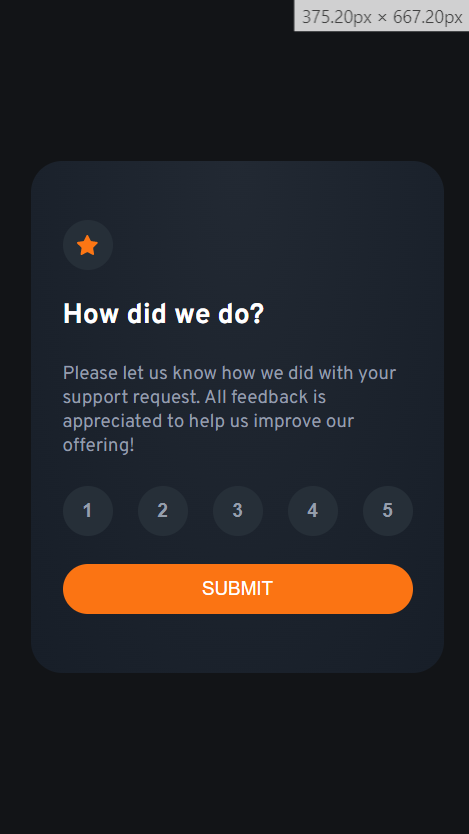 375.20px × 667.20px
How did we do?
Please let us know how we did with your
support request. All feedback is
appreciated to help us improve our
offering!
1 2 3 4 5
SUBMIT